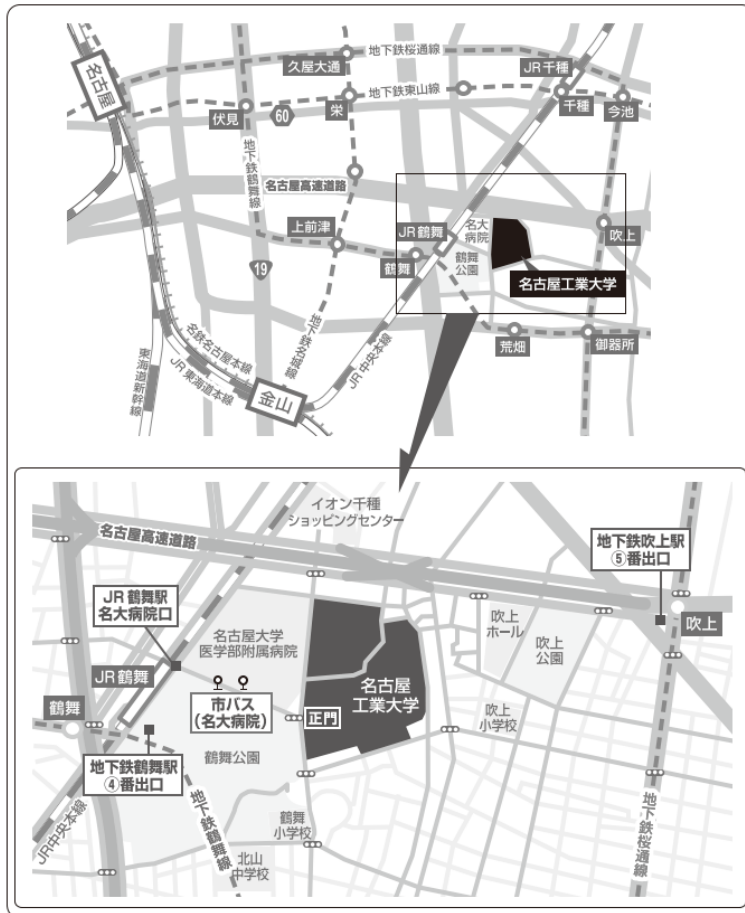 地下鉄桜通線
久屋大通
JR千種
名古屋
地下鉄東山線
栄
千種
今池
伏見
60
地下鉄鶴舞線
名古屋高速道路
上前津
JR鶴舞
名大
病院
吹上
鶴舞
鶴舞
公園
名古屋工業大学
19
地下鉄名城線
JR中央本線
荒畑
御器所
名鉄名古屋本線
JR東海道本線
東海道新幹線
金山
イオン千種
ショッピングセンター
名古屋高速道路
地下鉄吹上駅
⑤番出口
JR鶴舞駅
名大病院口
名古屋大学
医学部附属病院
吹上
ホール
吹上
吹上
公園
JR鶴舞
名古屋
工業大学
鶴舞
市バス
(名大病院)
正門
吹上
小学校
鶴舞公園
地下鉄鶴舞駅
④番出口
地下鉄桜通線
鶴舞
小学校
JR中央本線
地下鉄鶴舞線
北山
中学校